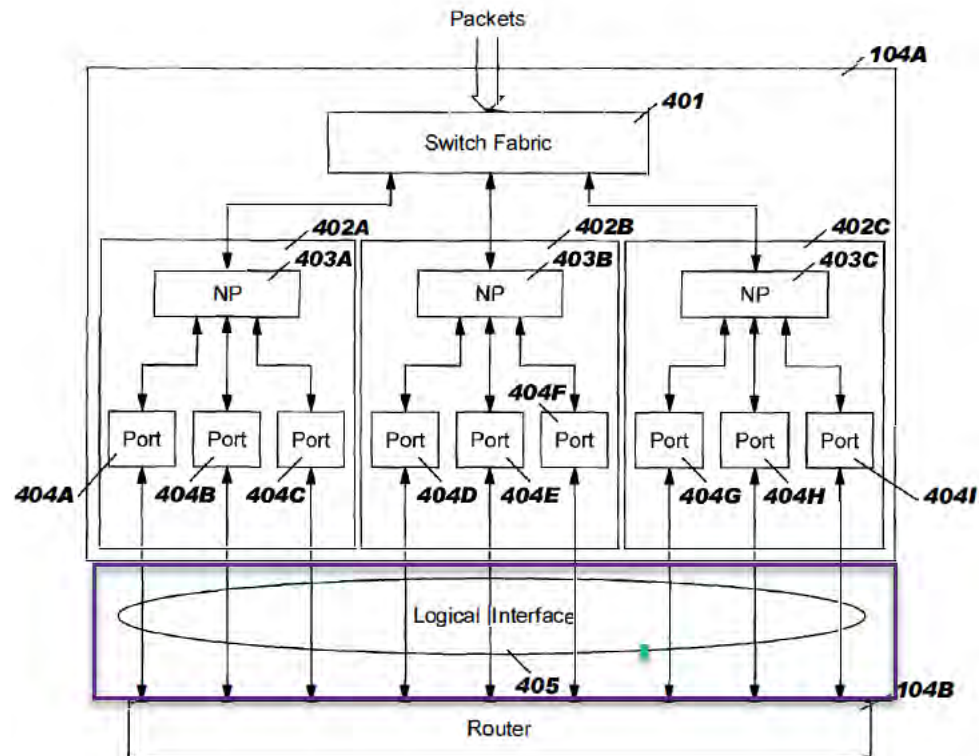 Packets
104A
401
Switch Fabric
402A
402B
402C
403A
403B
403C
NP
NP
NP
404F
Port
Port
Port
Port
Port
Port
Port
Port
Port
404A
404B
404C
404D
404E
404G
404H
404I
Logical Interface
405
104B
Router